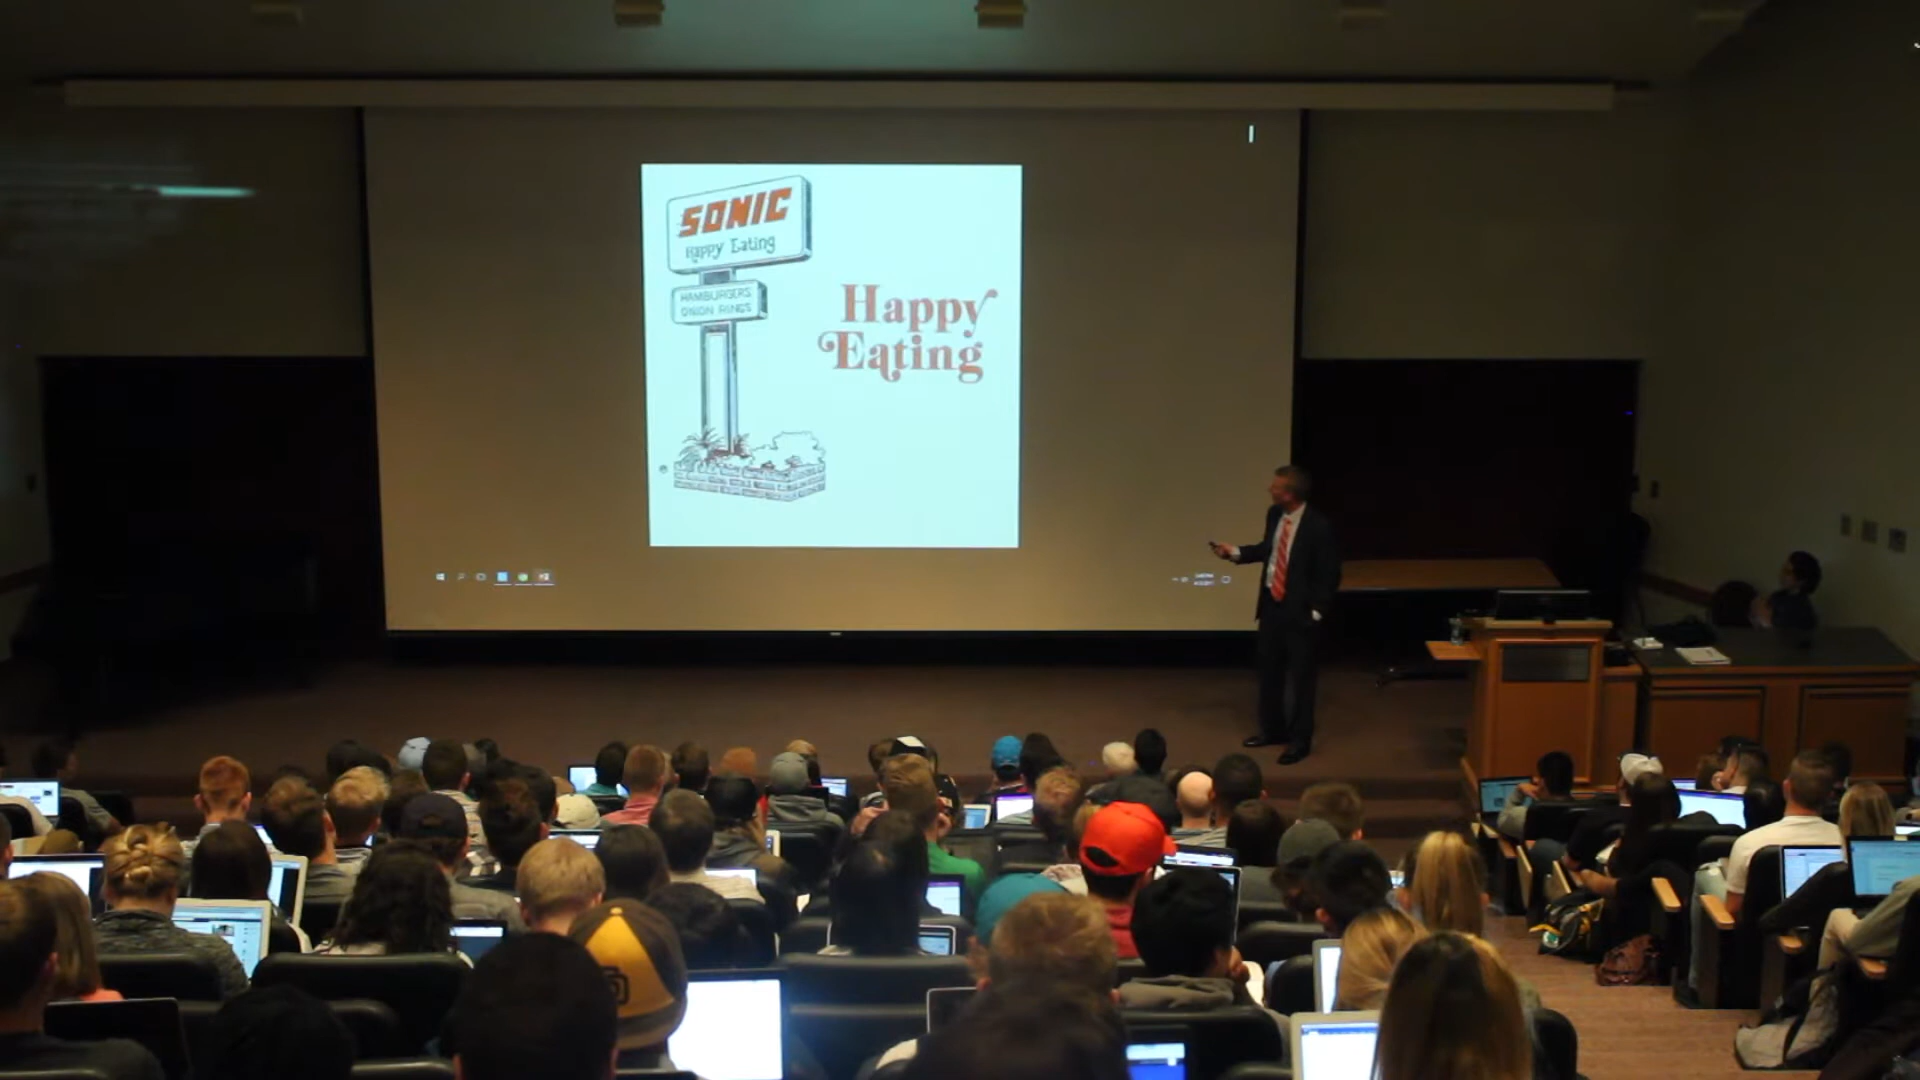 SONIC
Happy Eating
HAMBURGERS
ONION RINGS
Happy
Eating